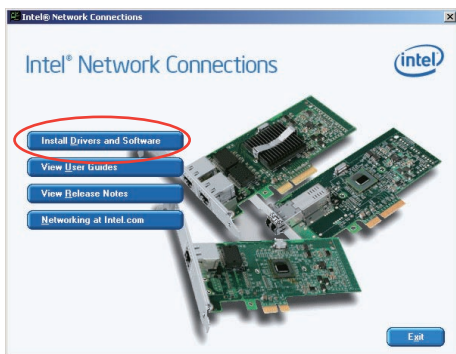 Intel® Network Connections
Intel® Network Connections
intel
Install Drivers and Software
View User Guides
View Release Notes
Networking at Intel.com
Exit